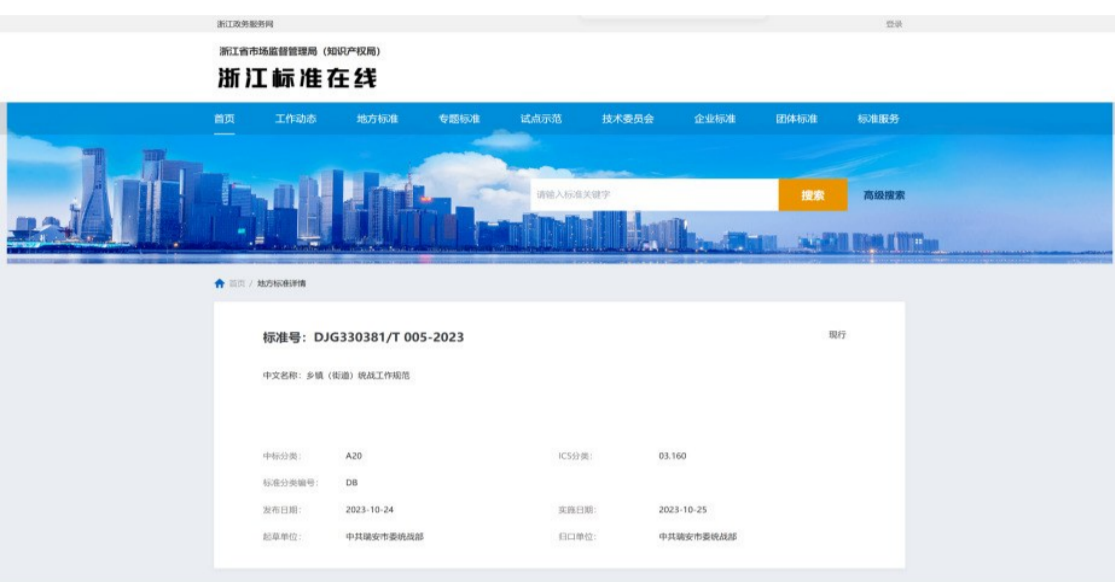 浙江政务服务网 登录
浙江省市场监督管理局（知识产权局）
浙江标准在线
首页 工作动态 地方标准 专题标准 试点示范 技术委员会 企业标准 团体标准 标准服务
请输入标准关键字 搜索 高级搜索
首页 / 地方标准详情
标准号：DJG330381/T 005-2023 现行
中文名称：乡镇（街道）统战工作规范
中标分类： A20 ICS分类： 03.160
标准分类编号： DB
发布日期： 2023-10-24 实施日期： 2023-10-25
起草单位： 中共瑞安市委统战部 归口单位： 中共瑞安市委统战部